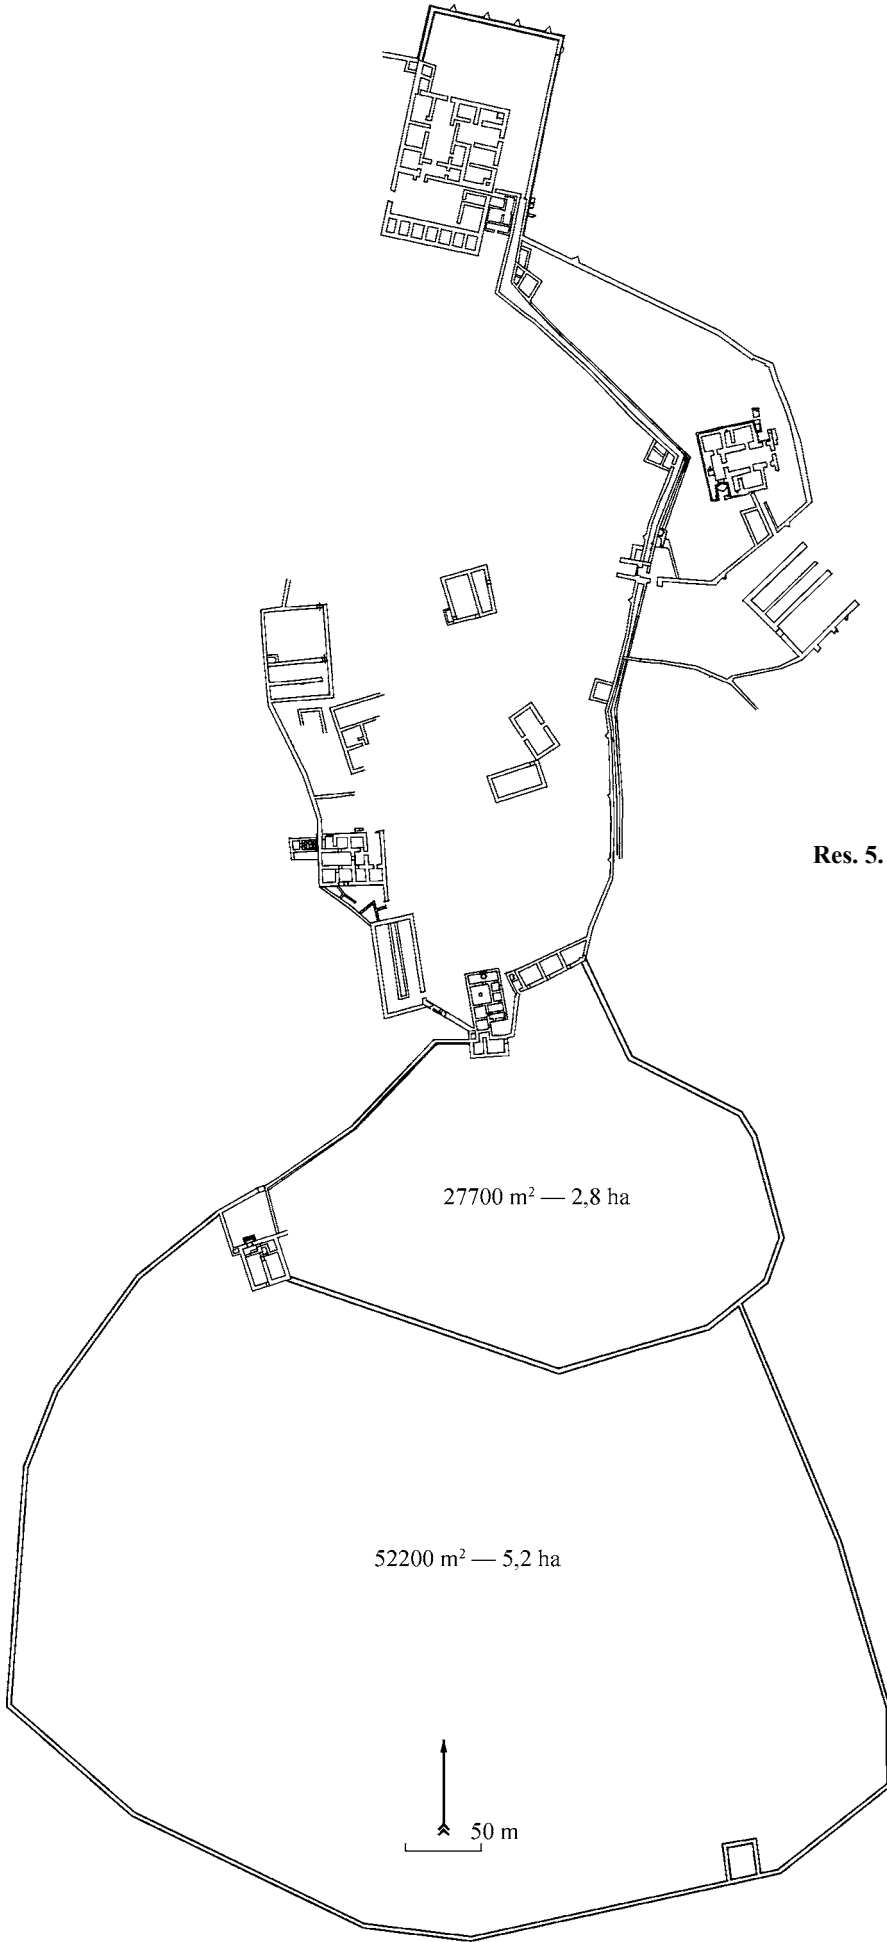 Res. 5.
27700 m² — 2,8 ha
52200 m² — 5,2 ha
50 m